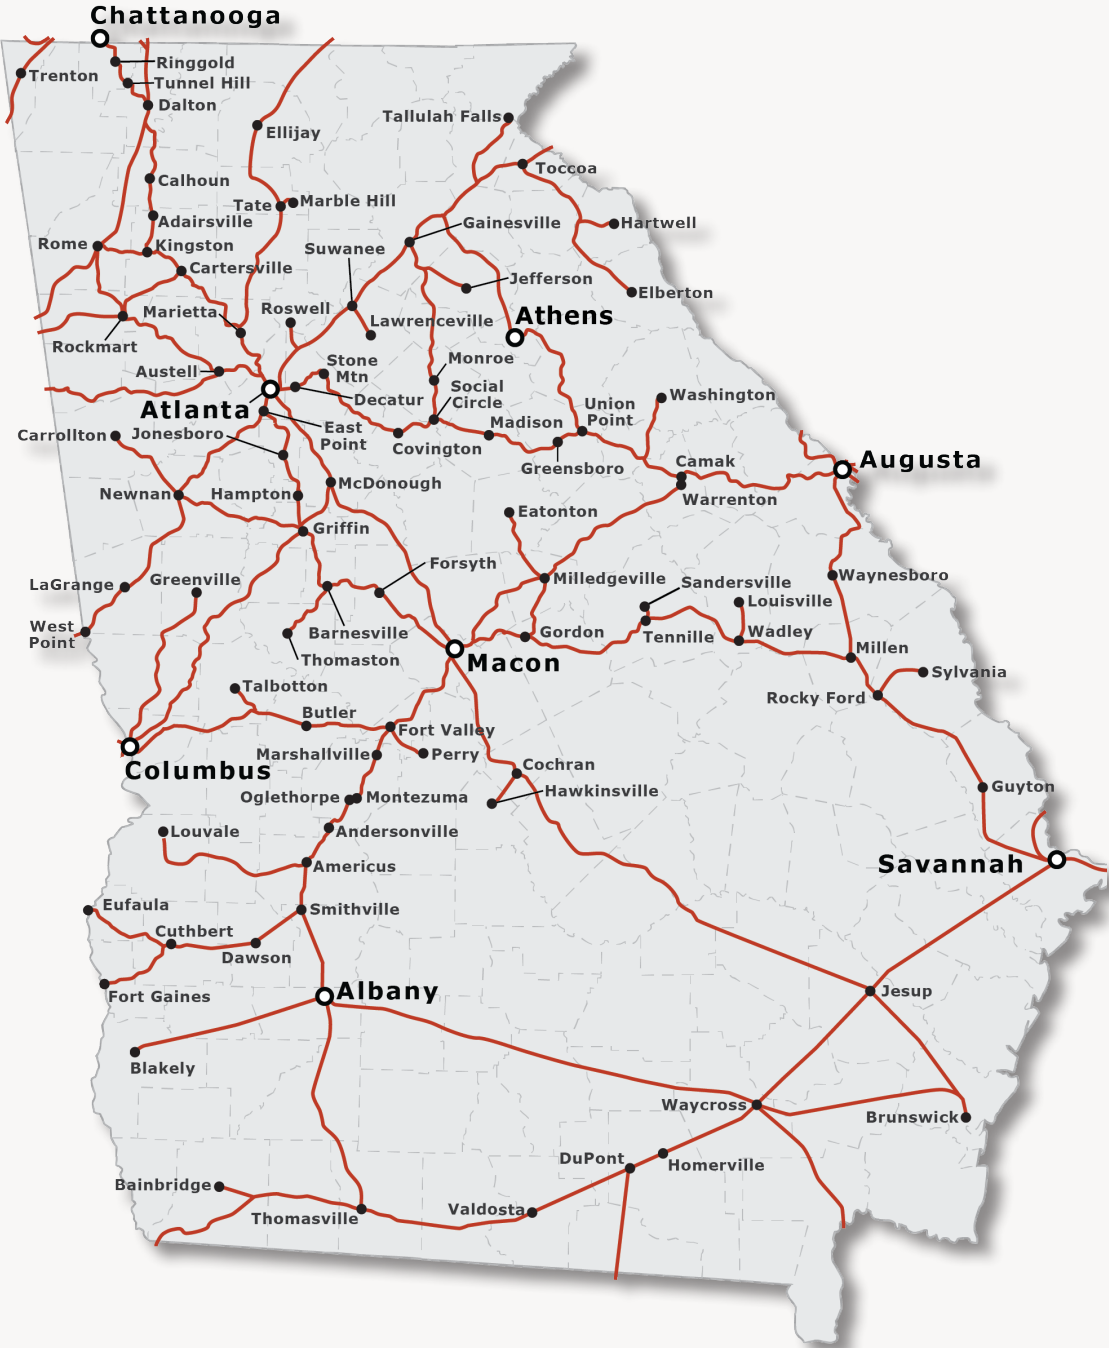 Chattanooga
Ringgold
Trenton
Tunnel Hill
Dalton
Tallulah Falls
Ellijay
Toccoa
Calhoun
Marble Hill
Tate
Adairsville
Gainesville
Hartwell
Rome
Kingston
Suwanee
Cartersville
Jefferson
Elberton
Roswell
Marietta
Athens
Lawrenceville
Rockmart
Monroe
Stone
Mtn
Austell
Social
Circle
Decatur
Washington
Union
Point
Atlanta
Madison
East
Point
Carrollton
Jonesboro
Covington
Greensboro
Augusta
Camak
McDonough
Newnan
Hampton
Warrenton
Eatonton
Griffin
Forsyth
Waynesboro
Milledgeville
Greenville
Sandersville
LaGrange
Louisville
West
Point
Barnesville
Gordon
Wadley
Tennille
Millen
Thomaston
Macon
Sylvania
Talbotton
Rocky Ford
Butler
Fort Valley
Marshallville
Perry
Cochran
Columbus
Guyton
Hawkinsville
Oglethorpe
Montezuma
Louvale
Andersonville
Savannah
Americus
Eufaula
Smithville
Cuthbert
Dawson
Albany
Jesup
Fort Gaines
Blakely
Waycross
Brunswick
DuPont
Homerville
Bainbridge
Valdosta
Thomasville